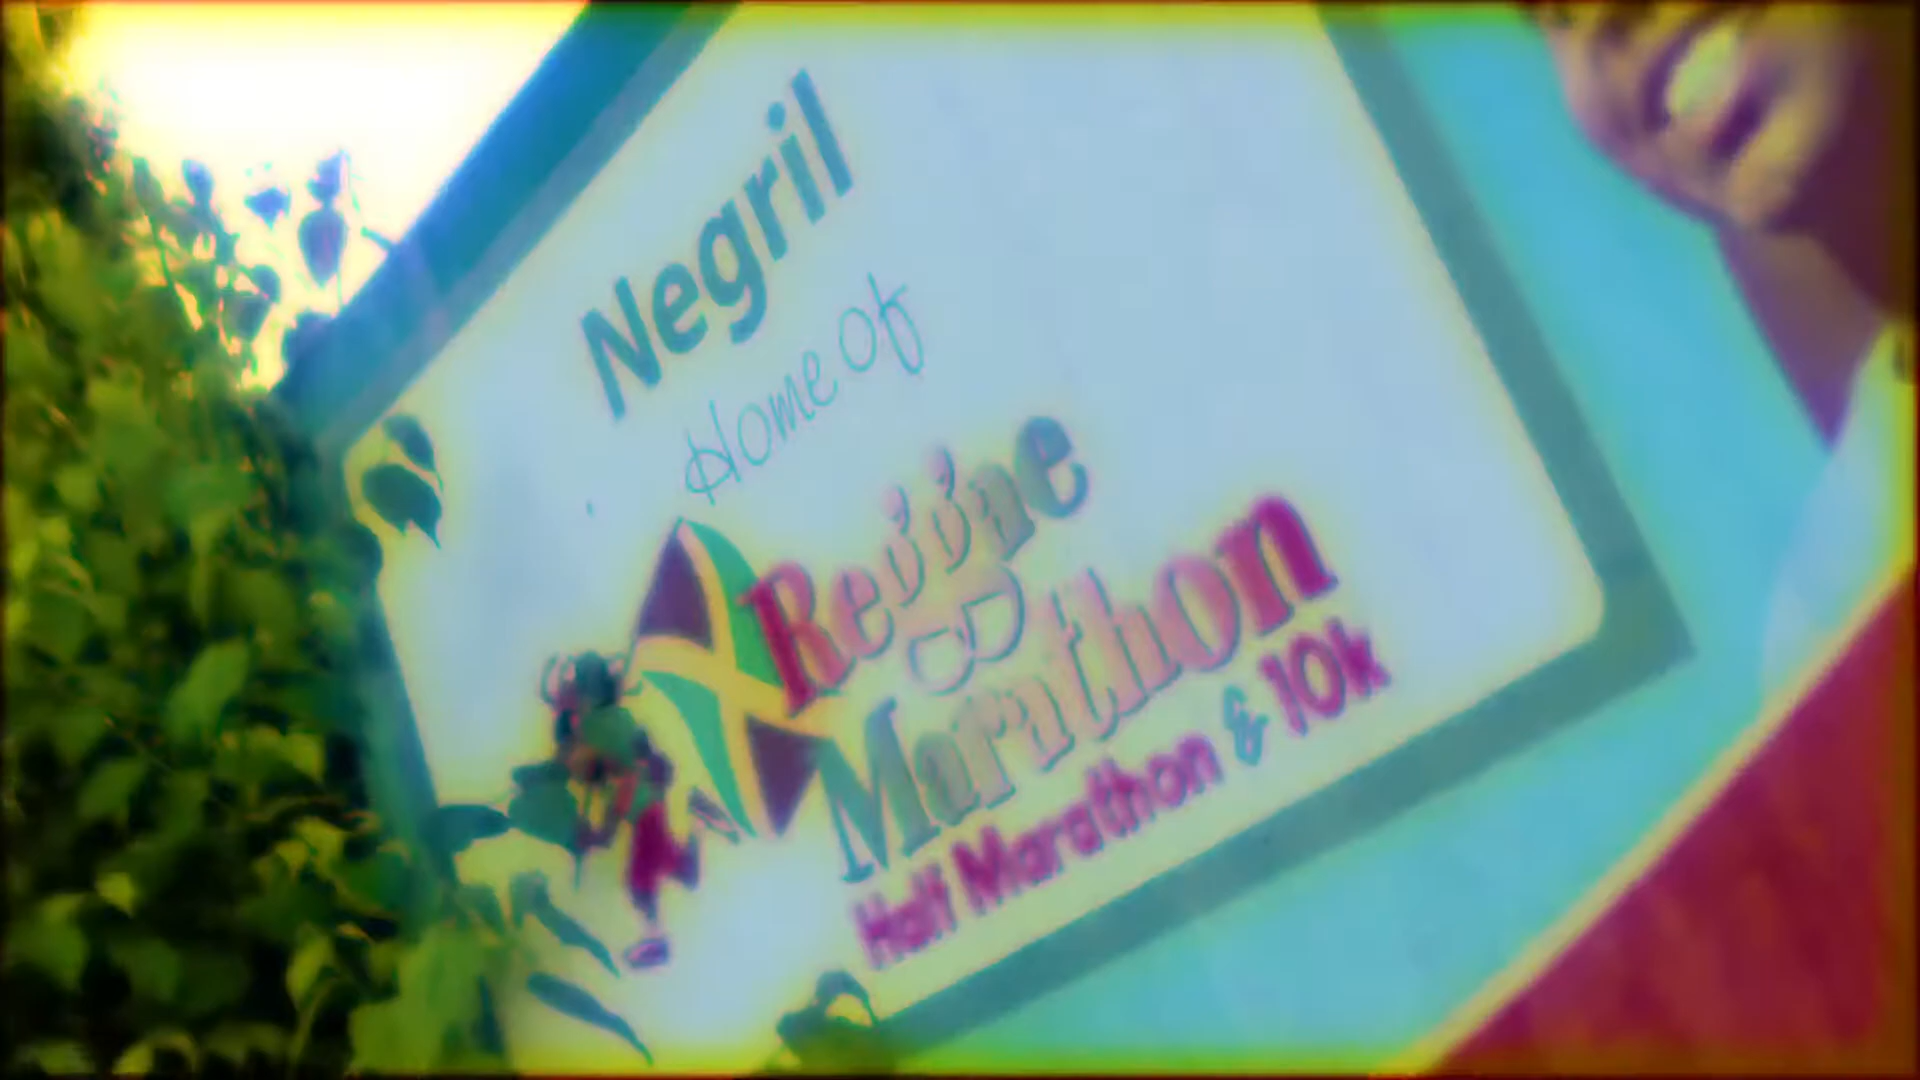 Negril
Home of
Reggae
Marathon
Half Marathon & 10k